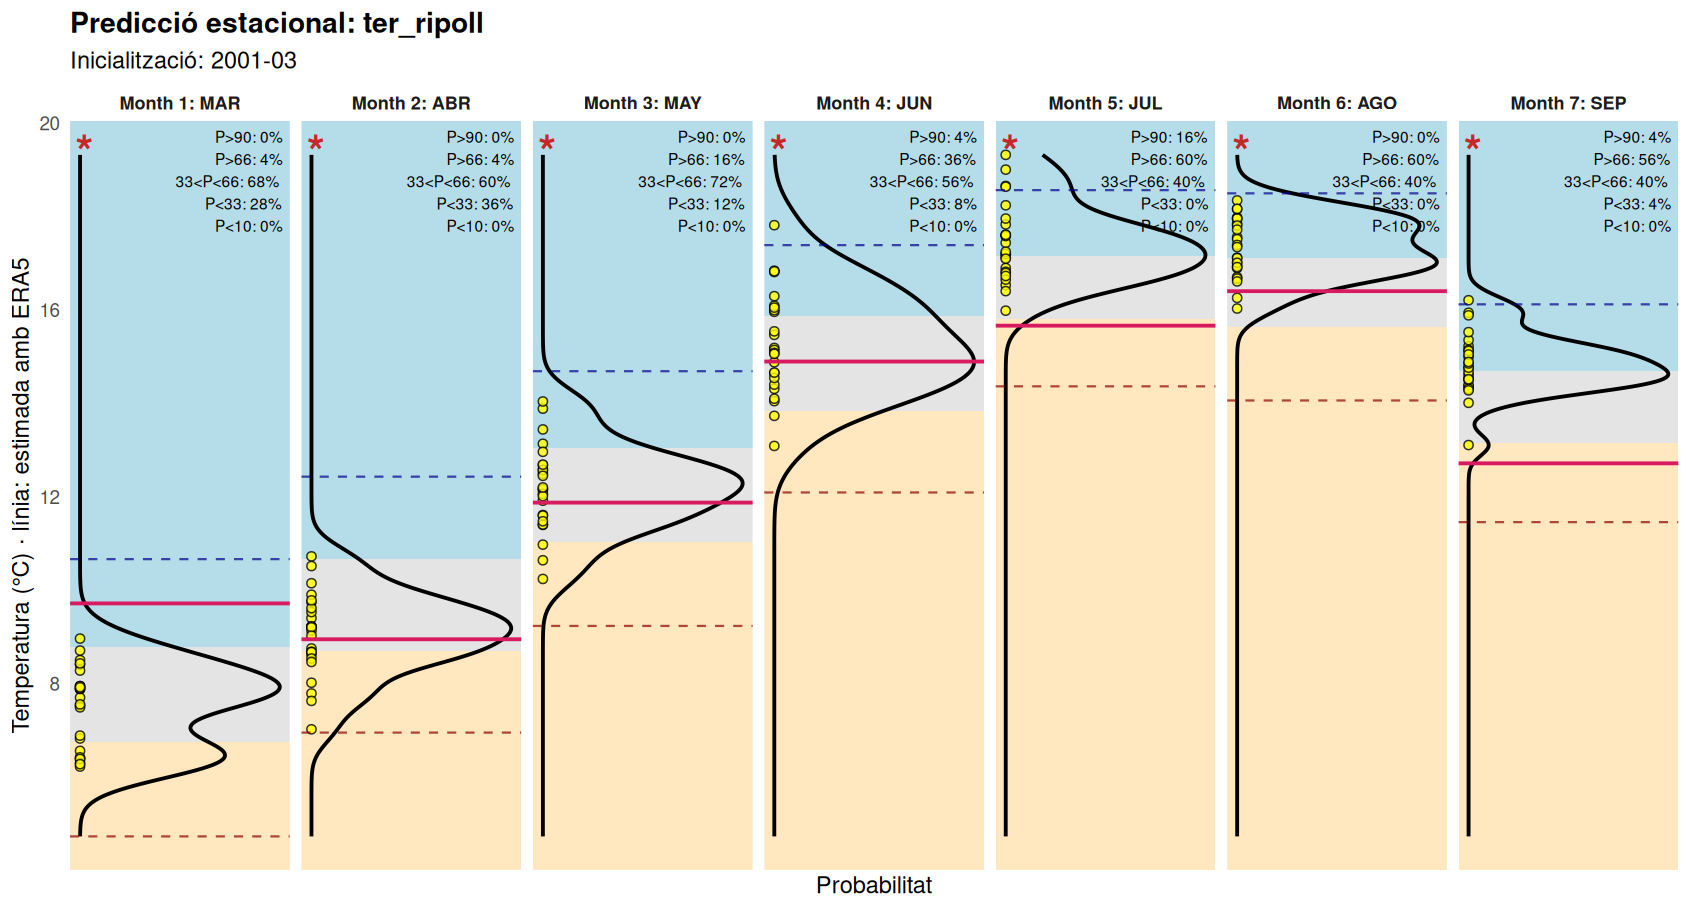 Predicció estacional: ter_ripoll
Inicialització: 2001-03
Month 1: MAR
Month 2: ABR
Month 3: MAY
Month 4: JUN
Month 5: JUL
Month 6: AGO
Month 7: SEP
P>90: 0%
P>66: 4%
33<P<66: 68%
P<33: 28%
P<10: 0%
P>90: 0%
P>66: 4%
33<P<66: 60%
P<33: 36%
P<10: 0%
P>90: 0%
P>66: 16%
33<P<66: 72%
P<33: 12%
P<10: 0%
P>90: 4%
P>66: 36%
33<P<66: 56%
P<33: 8%
P<10: 0%
P>90: 16%
P>66: 60%
33<P<66: 40%
P<33: 0%
P<10: 0%
P>90: 0%
P>66: 60%
33<P<66: 40%
P<33: 0%
P<10: 0%
P>90: 4%
P>66: 56%
33<P<66: 40%
P<33: 4%
P<10: 0%
20
16
12
8
Temperatura (°C) · línia: estimada amb ERA5
Probabilitat